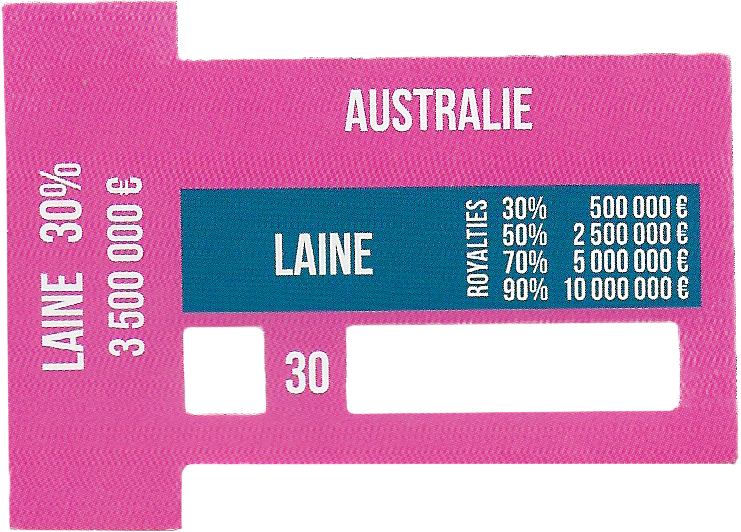 AUSTRALIE
LAINE 30%
3 500 000 €
LAINE
ROYALTIES
30% 500 000 €
50% 2 500 000 €
70% 5 000 000 €
90% 10 000 000 €
30